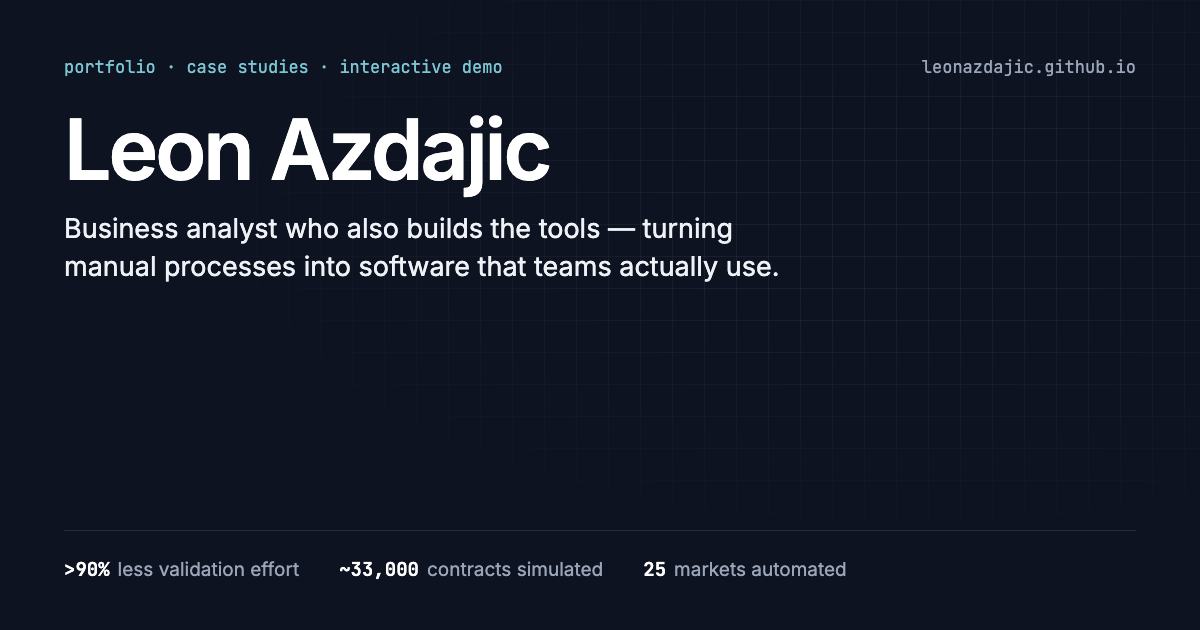 portfolio · case studies · interactive demo
leonazdajic.github.io
Leon Azdajic
Business analyst who also builds the tools — turning
manual processes into software that teams actually use.
>90% less validation effort
~33,000 contracts simulated
25 markets automated